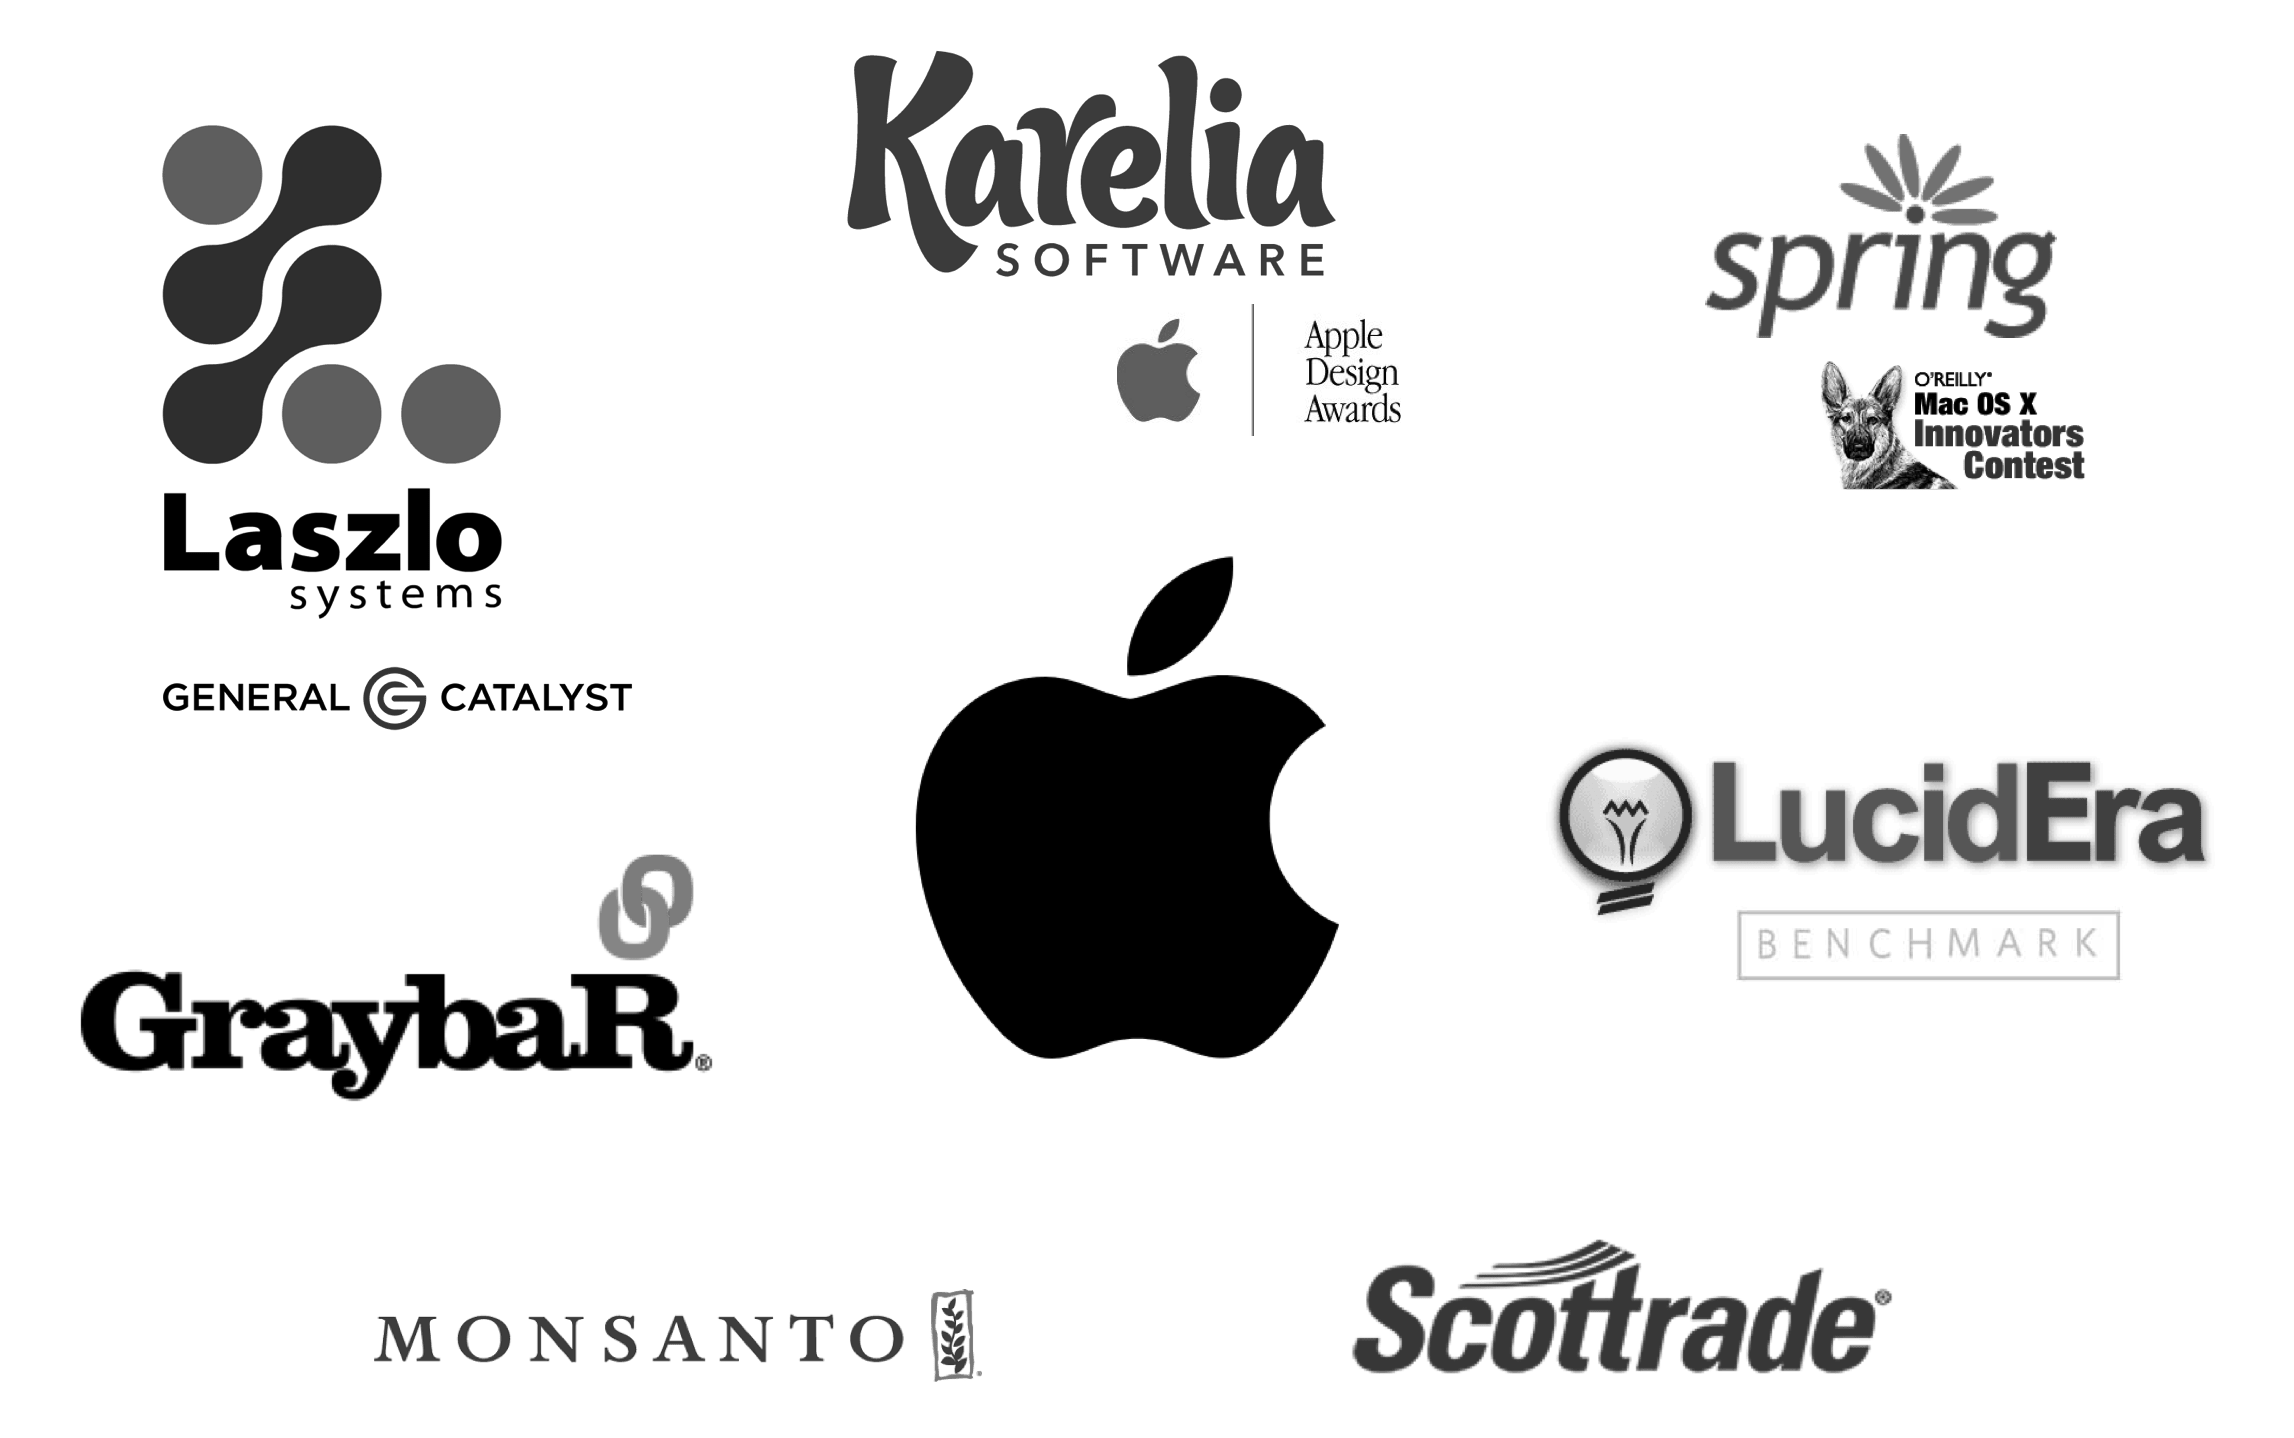 Karelia
SOFTWARE
Apple
Design
Awards
spring
O'REILLY®
Mac OS X
Innovators
Contest
Laszlo
systems
GENERAL CATALYST
LucidEra
BENCHMARK
GraybaR®
MONSANTO
Scottrade®